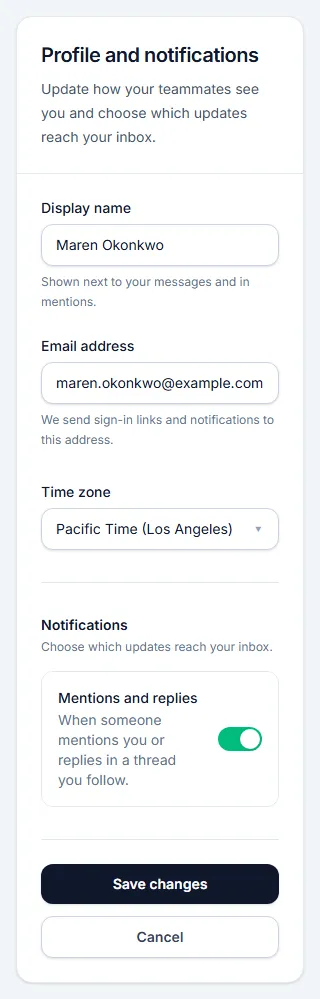 Profile and notifications
Update how your teammates see
you and choose which updates
reach your inbox.
Display name
Maren Okonkwo
Shown next to your messages and in
mentions.
Email address
maren.okonkwo@example.com
We send sign-in links and notifications to
this address.
Time zone
Pacific Time (Los Angeles)
Notifications
Choose which updates reach your inbox.
Mentions and replies
When someone
mentions you or
replies in a thread
you follow.
Save changes
Cancel